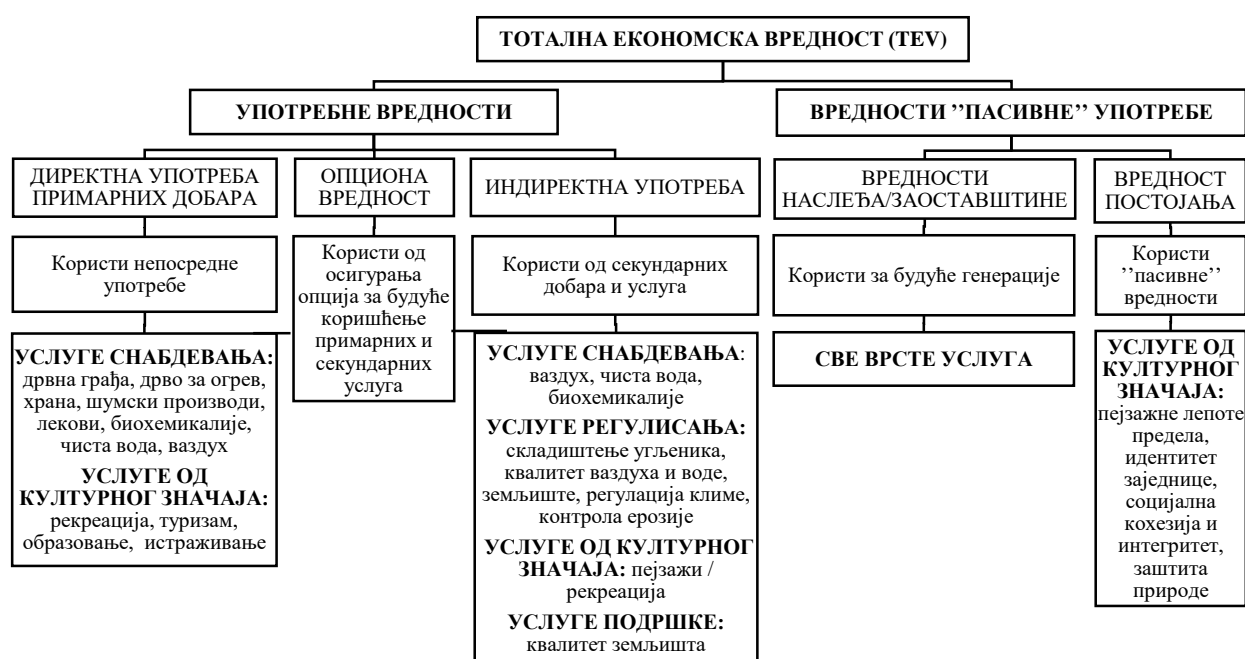 ТОТАЛНА ЕКОНОМСКА ВРЕДНОСТ (TEV)
УПОТРЕБНЕ ВРЕДНОСТИ
ВРЕДНОСТИ ’’ПАСИВНЕ’’ УПОТРЕБЕ
ДИРЕКТНА УПОТРЕБА
ПРИМАРНИХ ДОБАРА
ОПЦИОНА
ВРЕДНОСТ
ИНДИРЕКТНА УПОТРЕБА
ВРЕДНОСТИ
НАСЛЕЂА/ЗАОСТАВШТИНЕ
ВРЕДНОСТ
ПОСТОЈАЊА
Користи непосредне
употребе
Користи од
осигурања
опција за будуће
коришћење
примарних и
секундарних
услуга
Користи од секундарних
добара и услуга
Користи за будуће генерације
Користи
’’пасивне’’
вредности
УСЛУГЕ СНАБДЕВАЊА:
дрвна грађа, дрво за огрев,
храна, шумски производи,
лекови, биохемикалије,
чиста вода, ваздух
УСЛУГЕ ОД
КУЛТУРНОГ ЗНАЧАЈА:
рекреација, туризам,
образовање, истраживање
УСЛУГЕ СНАБДЕВАЊА:
ваздух, чиста вода,
биохемикалије
УСЛУГЕ РЕГУЛИСАЊА:
складиштење угљеника,
квалитет ваздуха и воде,
земљиште, регулација климе,
контрола ерозије
УСЛУГЕ ОД КУЛТУРНОГ
ЗНАЧАЈА: пејзажи /
рекреација
УСЛУГЕ ПОДРШКЕ:
квалитет земљишта
СВЕ ВРСТЕ УСЛУГА
УСЛУГЕ ОД
КУЛТУРНОГ
ЗНАЧАЈА:
пејзажне лепоте
предела,
идентитет
заједнице,
социјална
кохезија и
интегритет,
заштита
природе